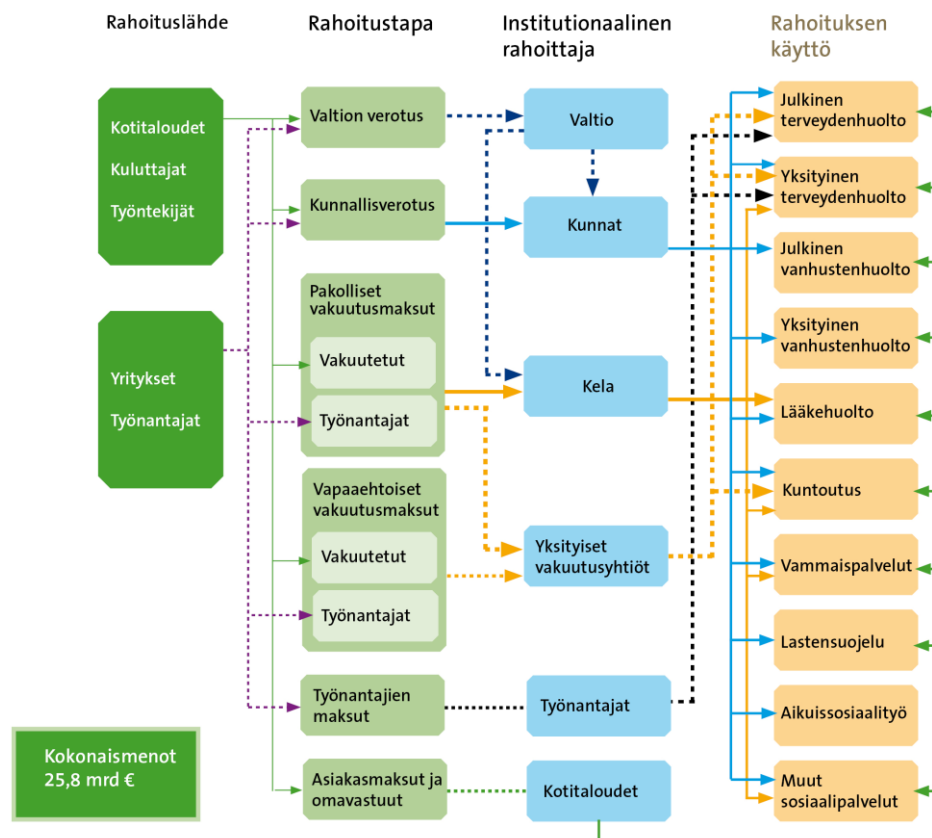 Rahoituslähde
Rahoitustapa
Institutionaalinen
rahoittaja
Rahoituksen
käyttö
Kotitaloudet
Kuluttajat
Työntekijät
Yritykset
Työnantajat
Kokonaismenot
25,8 mrd €
Valtion verotus
Kunnallisverotus
Pakolliset
vakuutusmaksut
Vakuutetut
Työnantajat
Vapaaehtoiset
vakuutusmaksut
Vakuutetut
Työnantajat
Työnantajien
maksut
Asiakasmaksut ja
omavastuut
Valtio
Kunnat
Kela
Yksityiset
vakuutusyhtiöt
Työnantajat
Kotitaloudet
Julkinen
terveydenhuolto
Yksityinen
terveydenhuolto
Julkinen
vanhustenhuolto
Yksityinen
vanhustenhuolto
Lääkehuolto
Kuntoutus
Vammaispalvelut
Lastensuojelu
Aikuissosiaalityö
Muut
sosiaalipalvelut